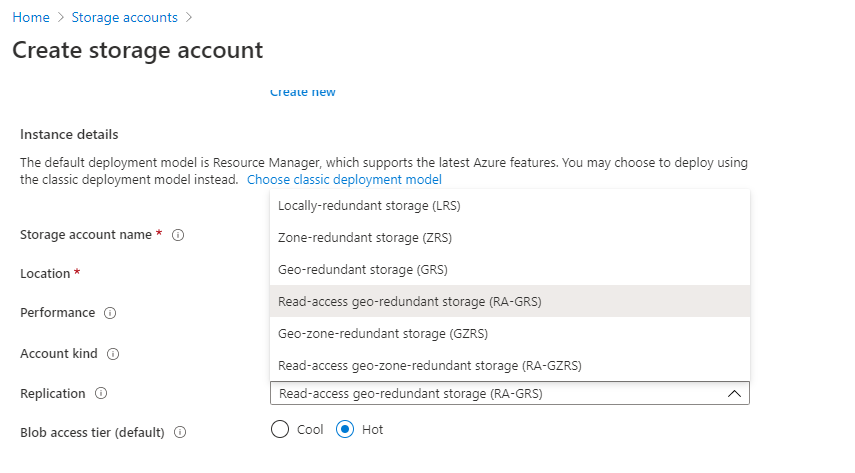 Home > Storage accounts >
Create storage account
Create new
Instance details
The default deployment model is Resource Manager, which supports the latest Azure features. You may choose to deploy using
the classic deployment model instead. Choose classic deployment model
Locally-redundant storage (LRS)
Storage account name *
Zone-redundant storage (ZRS)
Location *
Geo-redundant storage (GRS)
Read-access geo-redundant storage (RA-GRS)
Performance
Geo-zone-redundant storage (GZRS)
Account kind
Read-access geo-zone-redundant storage (RA-GZRS)
Replication Read-access geo-redundant storage (RA-GRS)
Blob access tier (default) Cool Hot